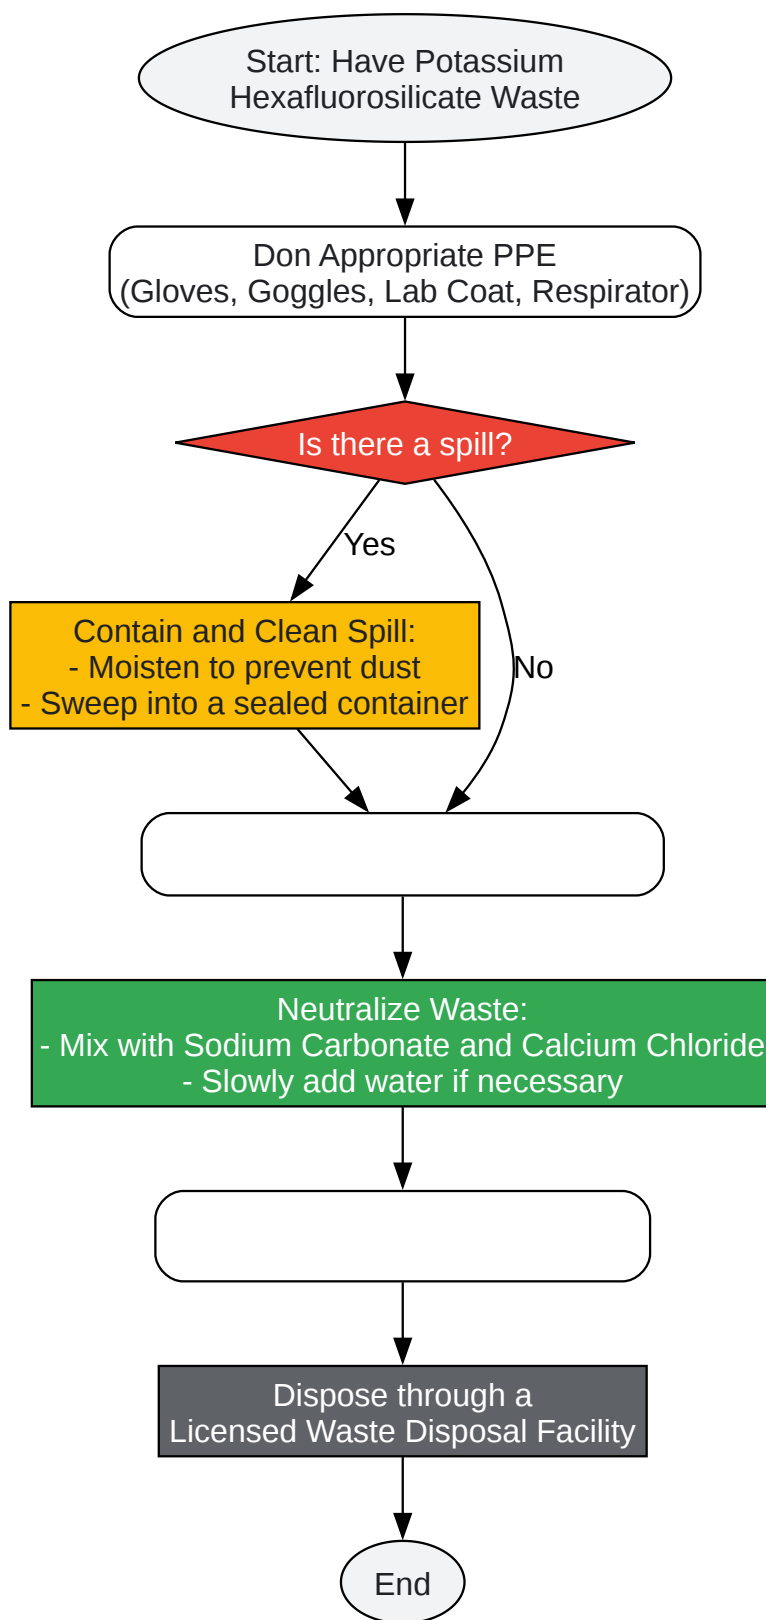 Start: Have Potassium
Hexafluorosilicate Waste
Don Appropriate PPE
(Gloves, Goggles, Lab Coat, Respirator)
Is there a spill?
Yes
Contain and Clean Spill:
- Moisten to prevent dust
- Sweep into a sealed container
No
Neutralize Waste:
- Mix with Sodium Carbonate and Calcium Chloride
- Slowly add water if necessary
Dispose through a
Licensed Waste Disposal Facility
End